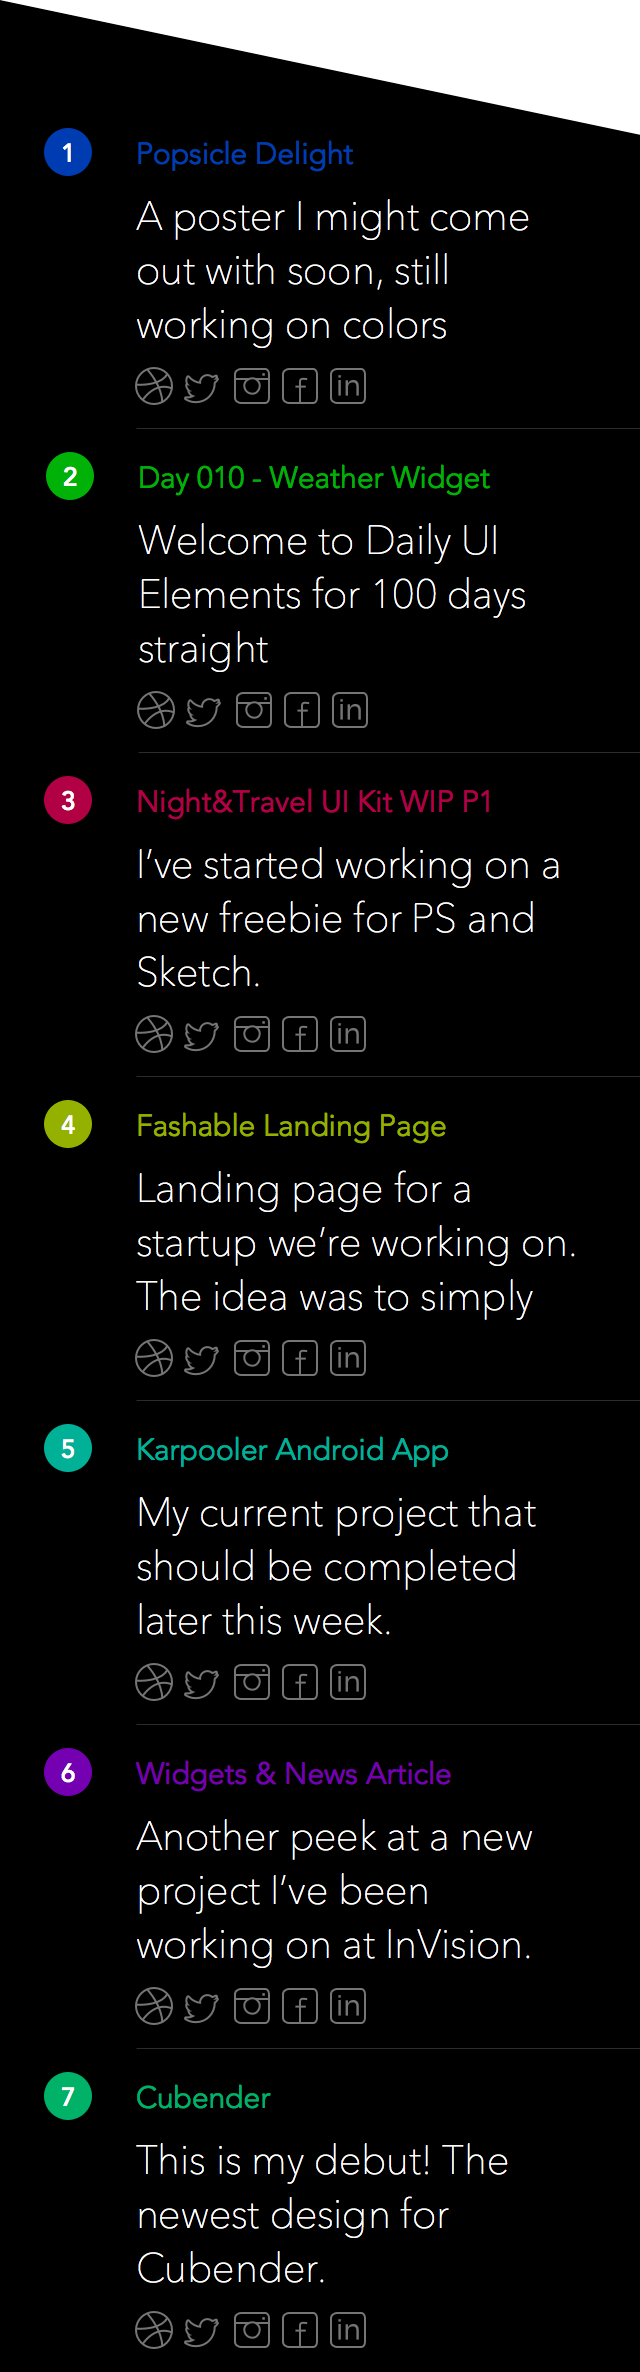 1 Popsicle Delight
A poster I might come
out with soon, still
working on colors
in
2 Day 010 - Weather Widget
Welcome to Daily UI
Elements for 100 days
straight
in
3 Night&Travel UI Kit WIP P1
I’ve started working on a
new freebie for PS and
Sketch.
in
4 Fashable Landing Page
Landing page for a
startup we’re working on.
The idea was to simply
in
5 Karpooler Android App
My current project that
should be completed
later this week.
in
6 Widgets & News Article
Another peek at a new
project I’ve been
working on at InVision.
in
7 Cubender
This is my debut! The
newest design for
Cubender.
in